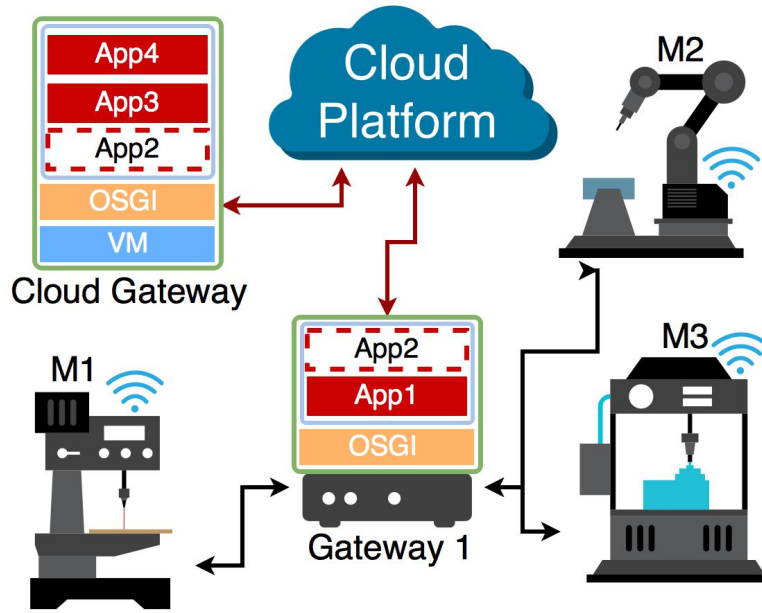 App4
App3
App2
OSGI
VM
Cloud Gateway
Cloud
Platform
M2
App2
App1
OSGI
Gateway 1
M1
M3